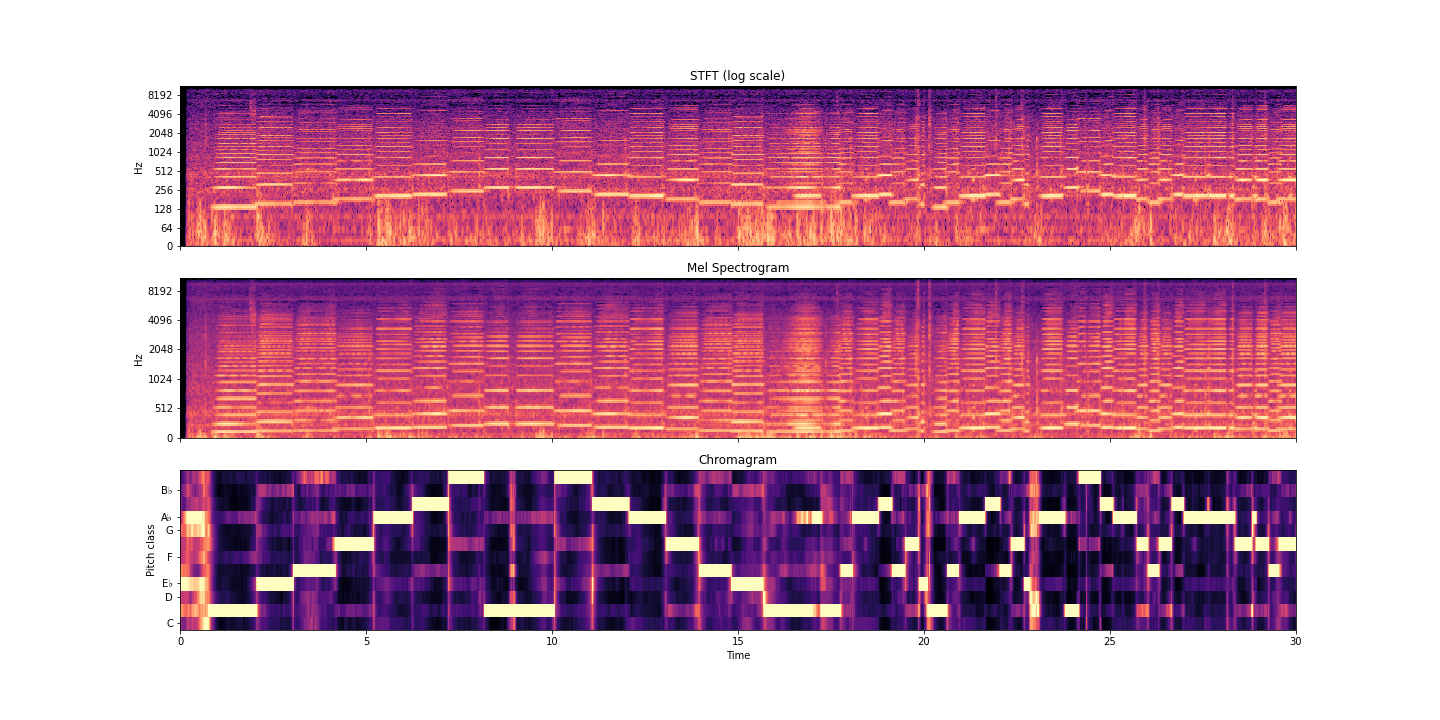 STFT (log scale)
8192
4096
2048
1024
512
256
128
64
0
Hz
Mel Spectrogram
8192
4096
2048
1024
512
0
Hz
Chromagram
B♭
A♭
G
F
E♭
D
C
Pitch class
0 5 10 15 20 25 30
Time